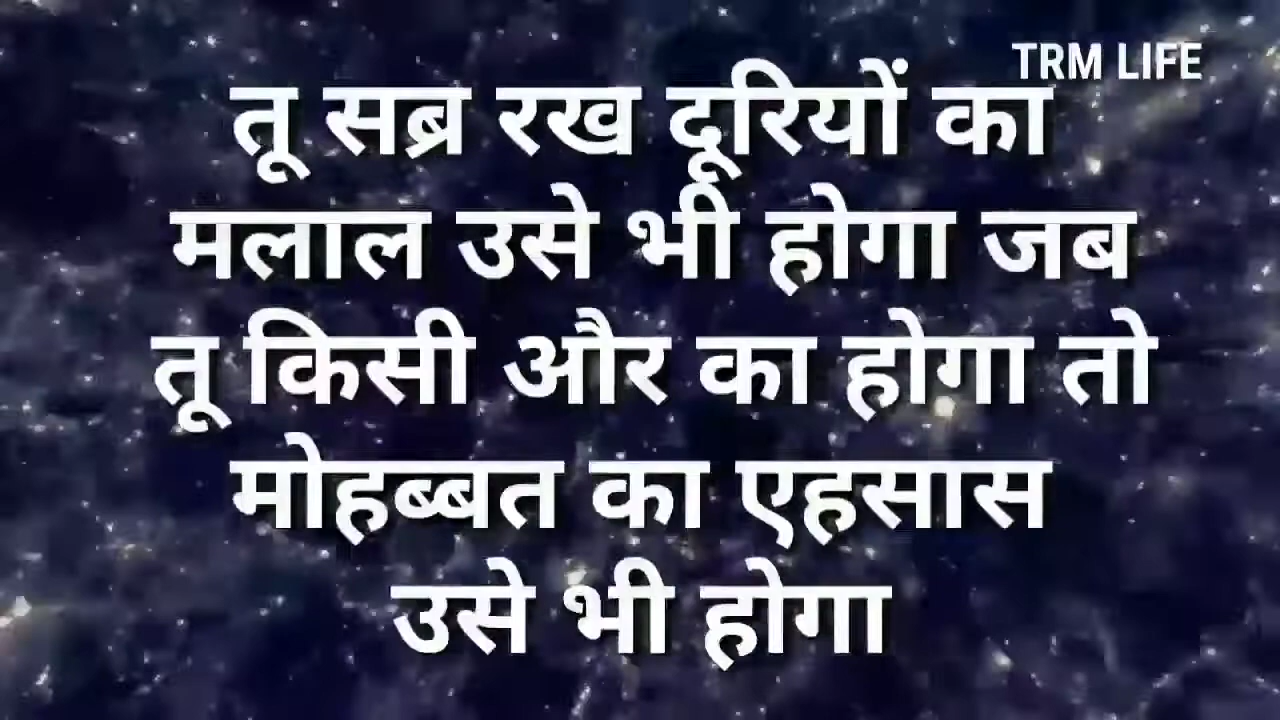 TRM LIFE
तू सब्र रख दूरियों का
मलाल उसे भी होगा जब
तू किसी और का होगा तो
मोहब्बत का एहसास
उसे भी होगा